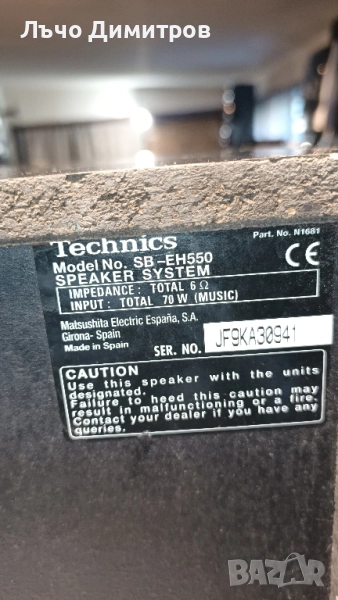 Лъчо Димитров
Part. No. N1681
Technics
Model No. SB-EH550
SPEAKER SYSTEM
IMPEDANCE : TOTAL 6 Ω
INPUT : TOTAL 70 W (MUSIC)
CE
Matsushita Electric España, S.A.
Girona- Spain
Made in Spain
SER. NO. JF9KA30941
CAUTION
Use this speaker with the units
designated.
Failure to heed this caution may
result in malfunctioning or a fire.
Contact your dealer if you have any
queries.
BAZAR